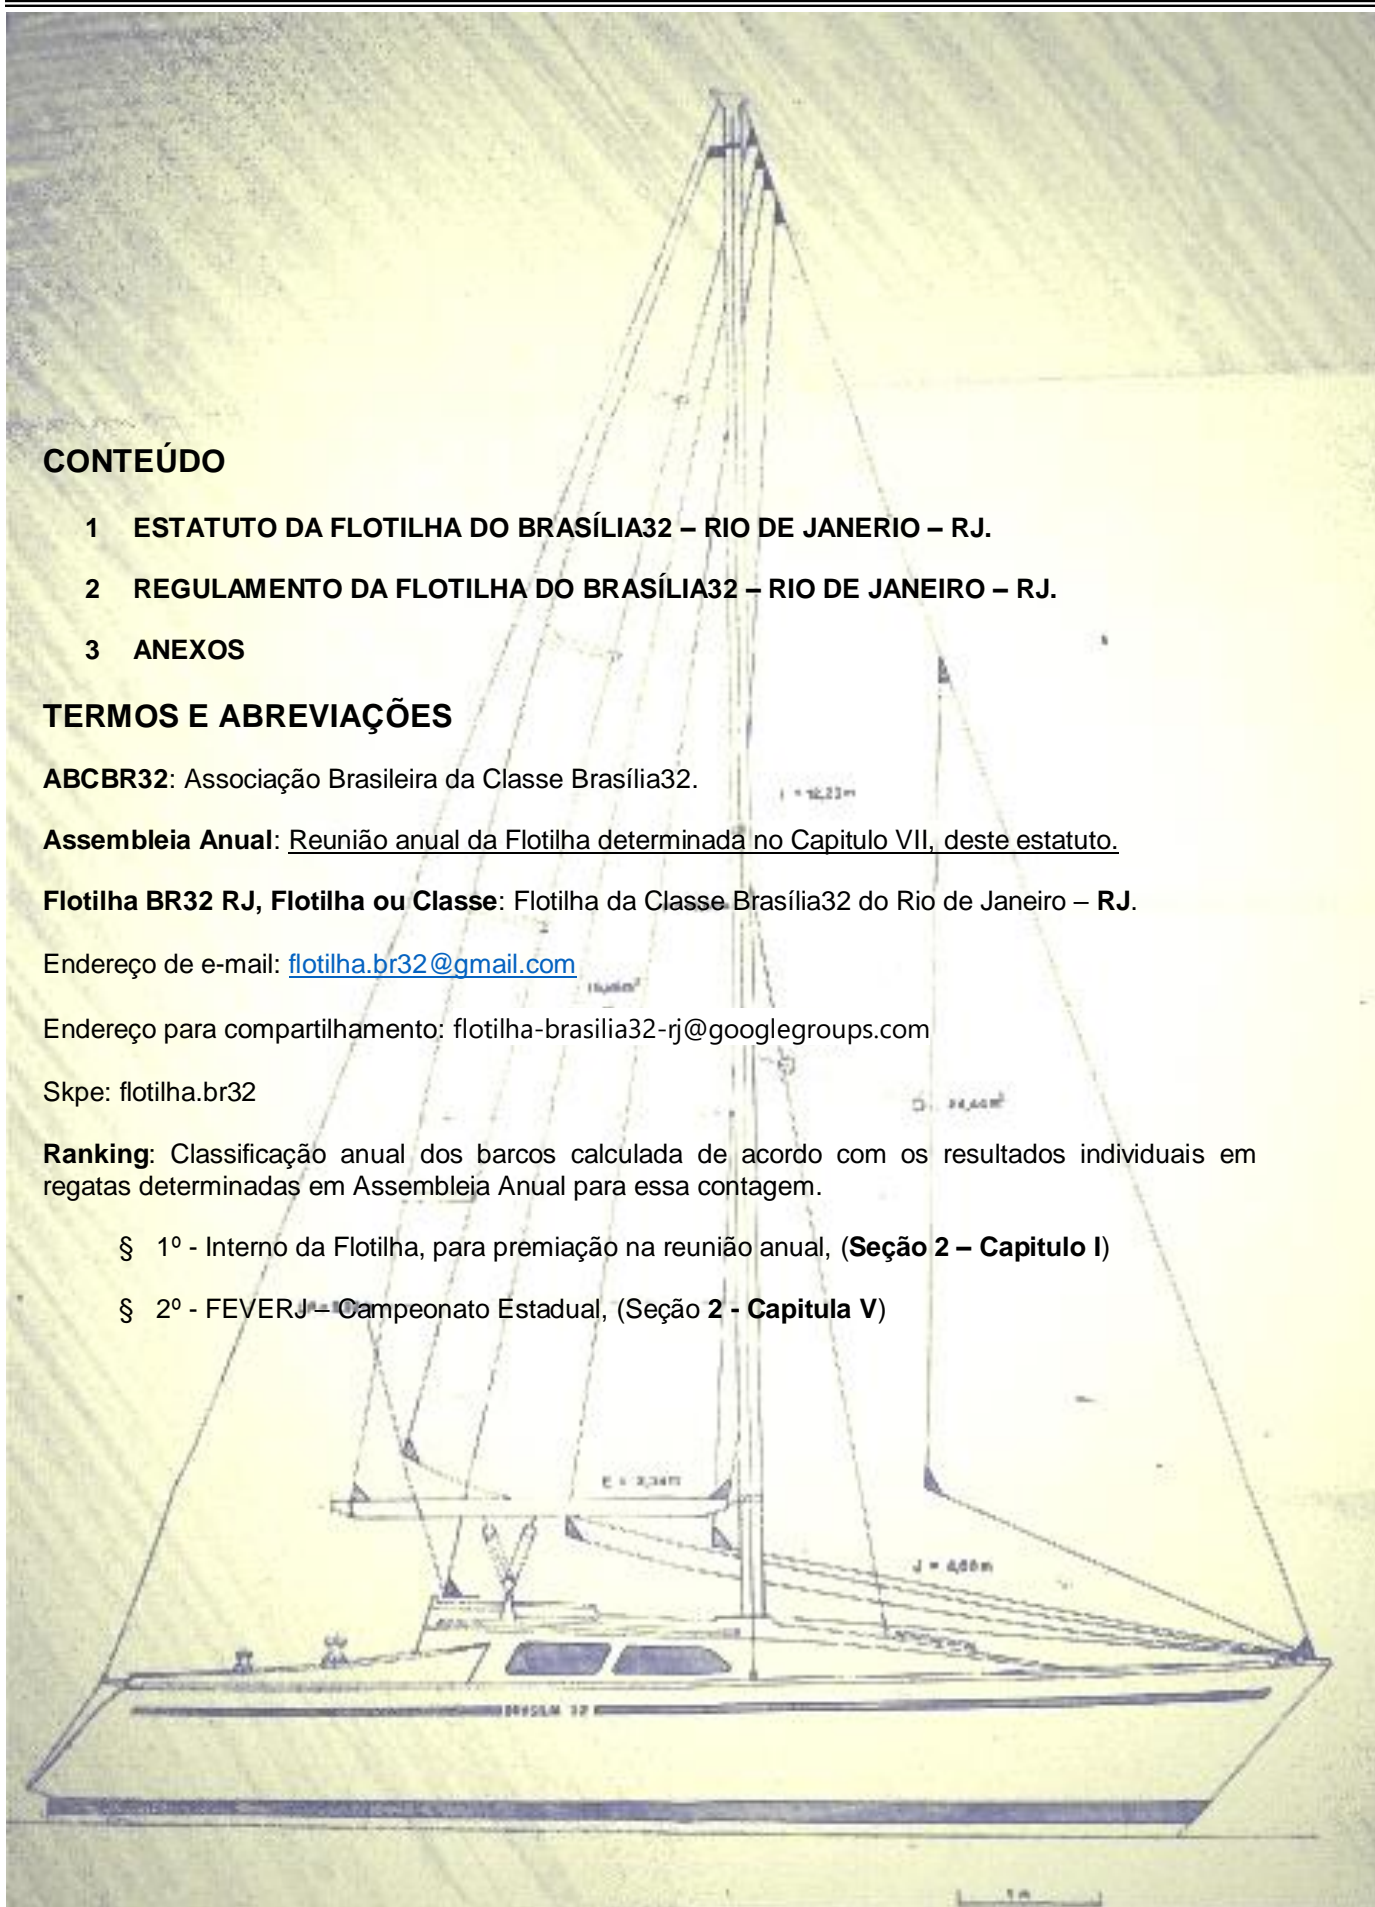 CONTEÚDO
1 ESTATUTO DA FLOTILHA DO BRASÍLIA32 – RIO DE JANERIO – RJ.
2 REGULAMENTO DA FLOTILHA DO BRASÍLIA32 – RIO DE JANEIRO – RJ.
3 ANEXOS
TERMOS E ABREVIAÇÕES
ABCBR32: Associação Brasileira da Classe Brasília32.
I = 12,23m
Assembleia Anual: Reunião anual da Flotilha determinada no Capitulo VII, deste estatuto.
Flotilha BR32 RJ, Flotilha ou Classe: Flotilha da Classe Brasília32 do Rio de Janeiro – RJ.
Endereço de e-mail: flotilha.br32@gmail.com
Endereço para compartilhamento: flotilha-brasilia32-rj@googlegroups.com
Skpe: flotilha.br32
Ranking: Classificação anual dos barcos calculada de acordo com os resultados individuais em
regatas determinadas em Assembleia Anual para essa contagem.
§ 1º - Interno da Flotilha, para premiação na reunião anual, (Seção 2 – Capitulo I)
§ 2º - FEVERJ – Campeonato Estadual, (Seção 2 - Capitula V)
BRASILIA 32
1 m